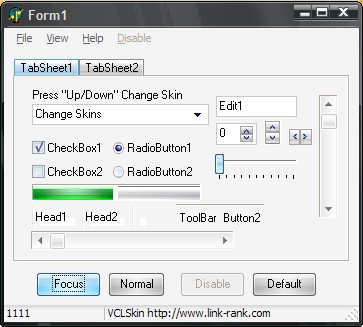 Form1
File View Help Disable
TabSheet1 TabSheet2
Press "Up/Down" Change Skin
Change Skins
Edit1
0
CheckBox1 RadioButton1
CheckBox2 RadioButton2
Head1 Head2 ToolBar Button2
Focus Normal Disable Default
1111 VCLSkin http://www.link-rank.com